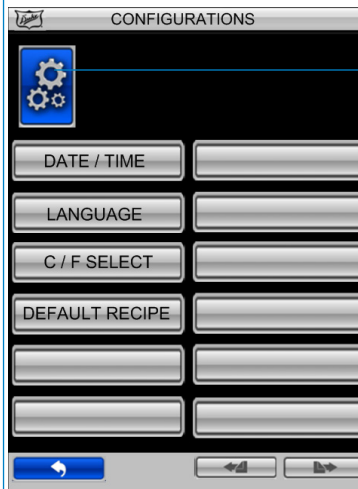 CONFIGURATIONS
DATE / TIME
LANGUAGE
C / F SELECT
DEFAULT RECIPE